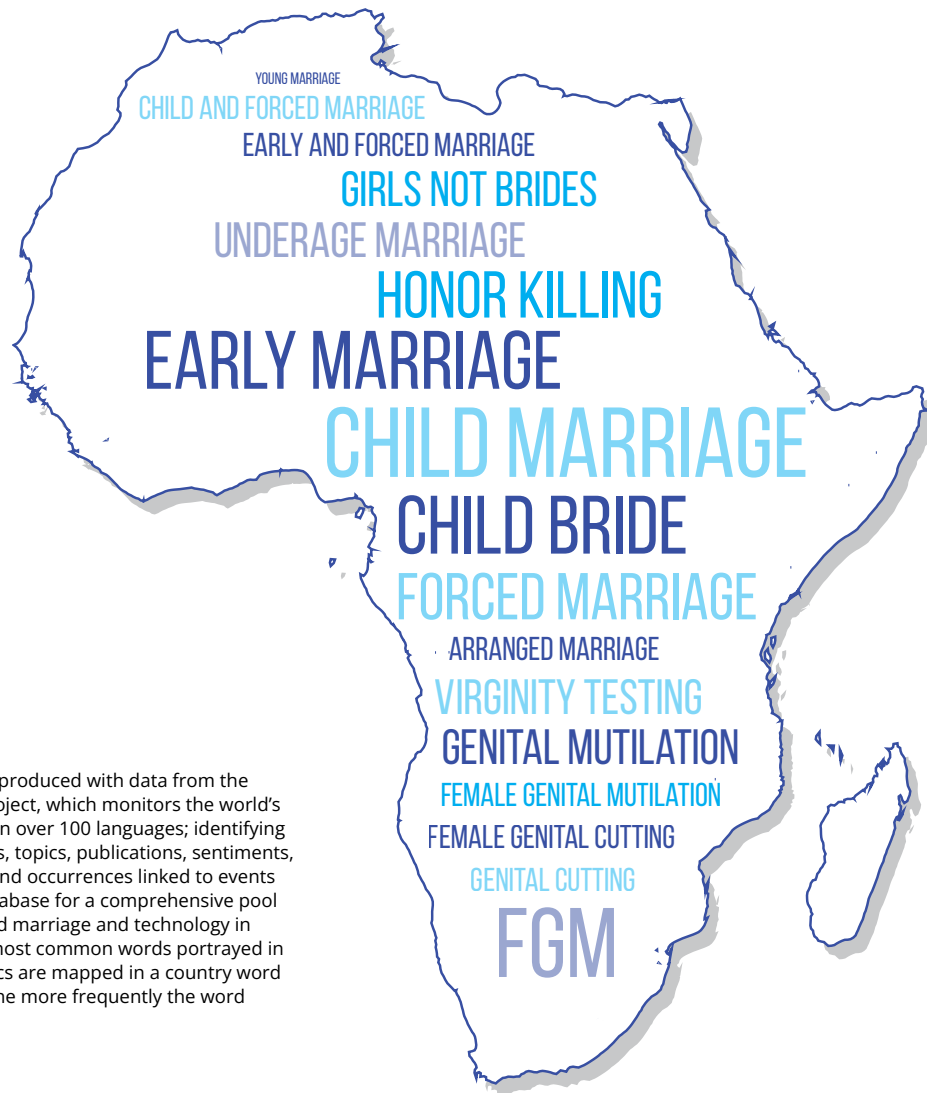 YOUNG MARRIAGE
CHILD AND FORCED MARRIAGE
EARLY AND FORCED MARRIAGE
GIRLS NOT BRIDES
UNDERAGE MARRIAGE
HONOR KILLING
EARLY MARRIAGE
CHILD MARRIAGE
CHILD BRIDE
FORCED MARRIAGE
ARRANGED MARRIAGE
VIRGINITY TESTING
GENITAL MUTILATION
FEMALE GENITAL MUTILATION
FEMALE GENITAL CUTTING
GENITAL CUTTING
FGM
produced with data from the
oject, which monitors the world's
n over 100 languages; identifying
s, topics, publications, sentiments,
nd occurrences linked to events
abase for a comprehensive pool
d marriage and technology in
most common words portrayed in
cs are mapped in a country word
ne more frequently the word